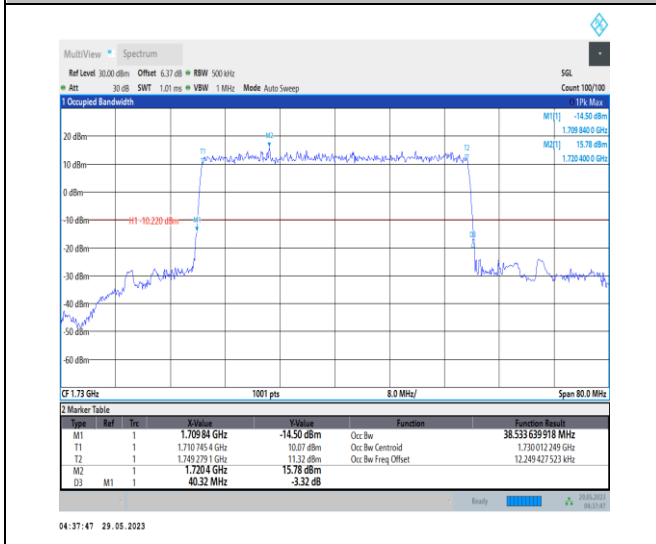 MultiView Spectrum
Ref Level 30.00 dBm Offset 6.37 dB RBW 500 kHz SGL
Att 30 dB SWT 1.01 ms VBW 1 MHz Mode Auto Sweep Count 100/100
1 Occupied Bandwidth 1Pk Max
M1[1] -14.50 dBm
1.709 840 0 GHz
M2[1] 15.78 dBm
1.720 400 0 GHz
20 dBm
M2
T1
T2
10 dBm
0 dBm
-10 dBm
H1 -10.220 dBm
M1
D3
-20 dBm
-30 dBm
-40 dBm
-50 dBm
-60 dBm
CF 1.73 GHz 1001 pts 8.0 MHz/ Span 80.0 MHz
2 Marker Table
Type Ref Trc X-Value Y-Value Function Function Result
M1 1 1.709 84 GHz -14.50 dBm Occ Bw 38.533 639 918 MHz
T1 1 1.710 745 4 GHz 10.07 dBm Occ Bw Centroid 1.730 012 249 GHz
T2 1 1.749 279 1 GHz 11.32 dBm Occ Bw Freq Offset 12.249 427 523 kHz
M2 1 1.720 4 GHz 15.78 dBm
D3 M1 1 40.32 MHz -3.32 dB
Ready 29.05.2023
04:37:47
04:37:47 29.05.2023